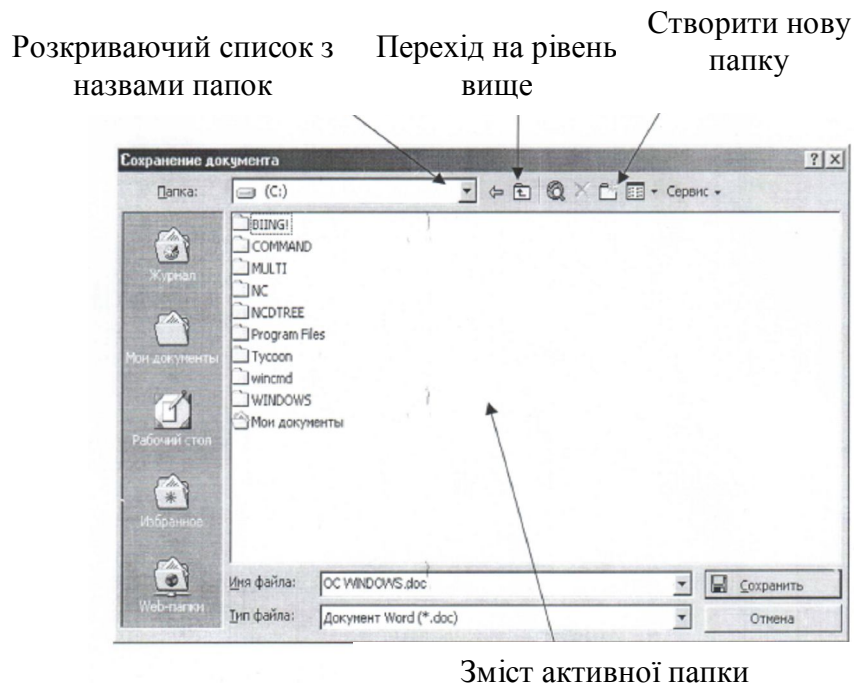 Розкриваючий список з
назвами папок
Перехід на рівень
вище
Створити нову
папку
Сохранение документа
Папка:
(C:)
Сервис
BIING!
COMMAND
MULTI
NC
NCDTREE
Program Files
Tycoon
wincmd
WINDOWS
Мои документы
Журнал
Мои документы
Рабочий стол
Избранное
Web-папки
Имя файла:
ОС WINDOWS.doc
Сохранить
Тип файла:
Документ Word (*.doc)
Отмена
Зміст активної папки